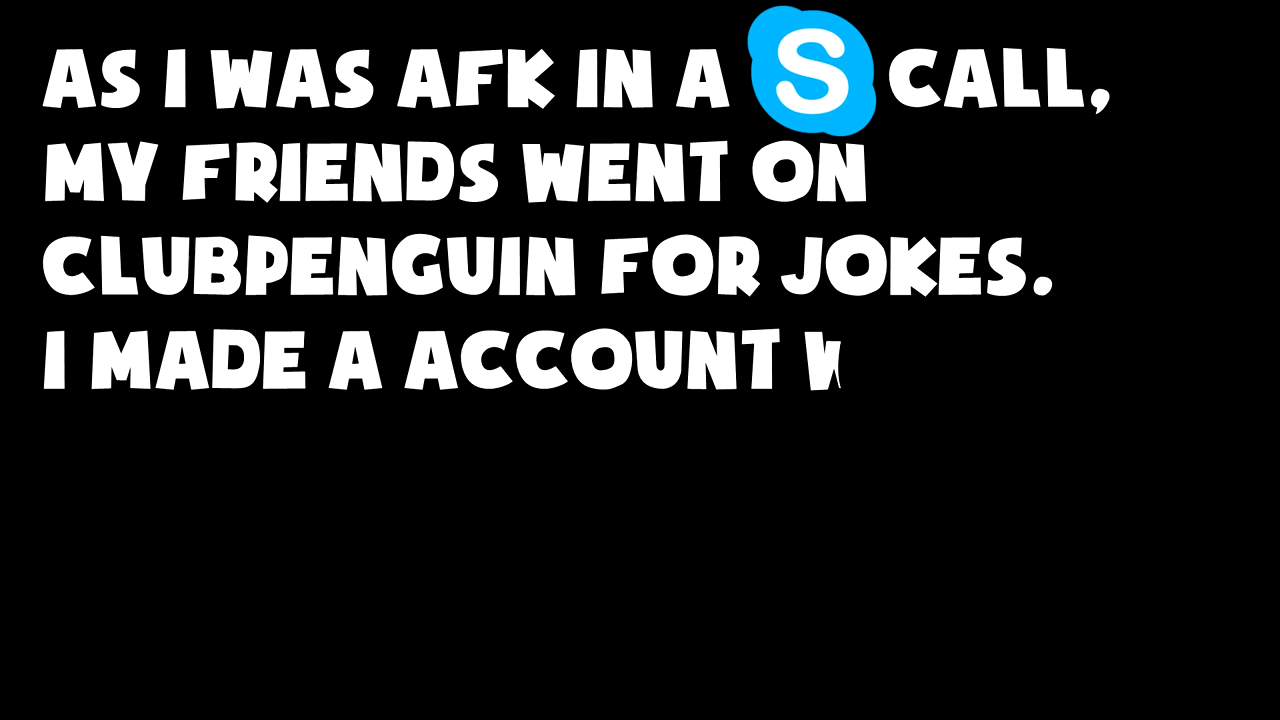 AS I WAS AFK IN A S CALL,
MY FRIENDS WENT ON
CLUBPENGUIN FOR JOKES.
I MADE A ACCOUNT